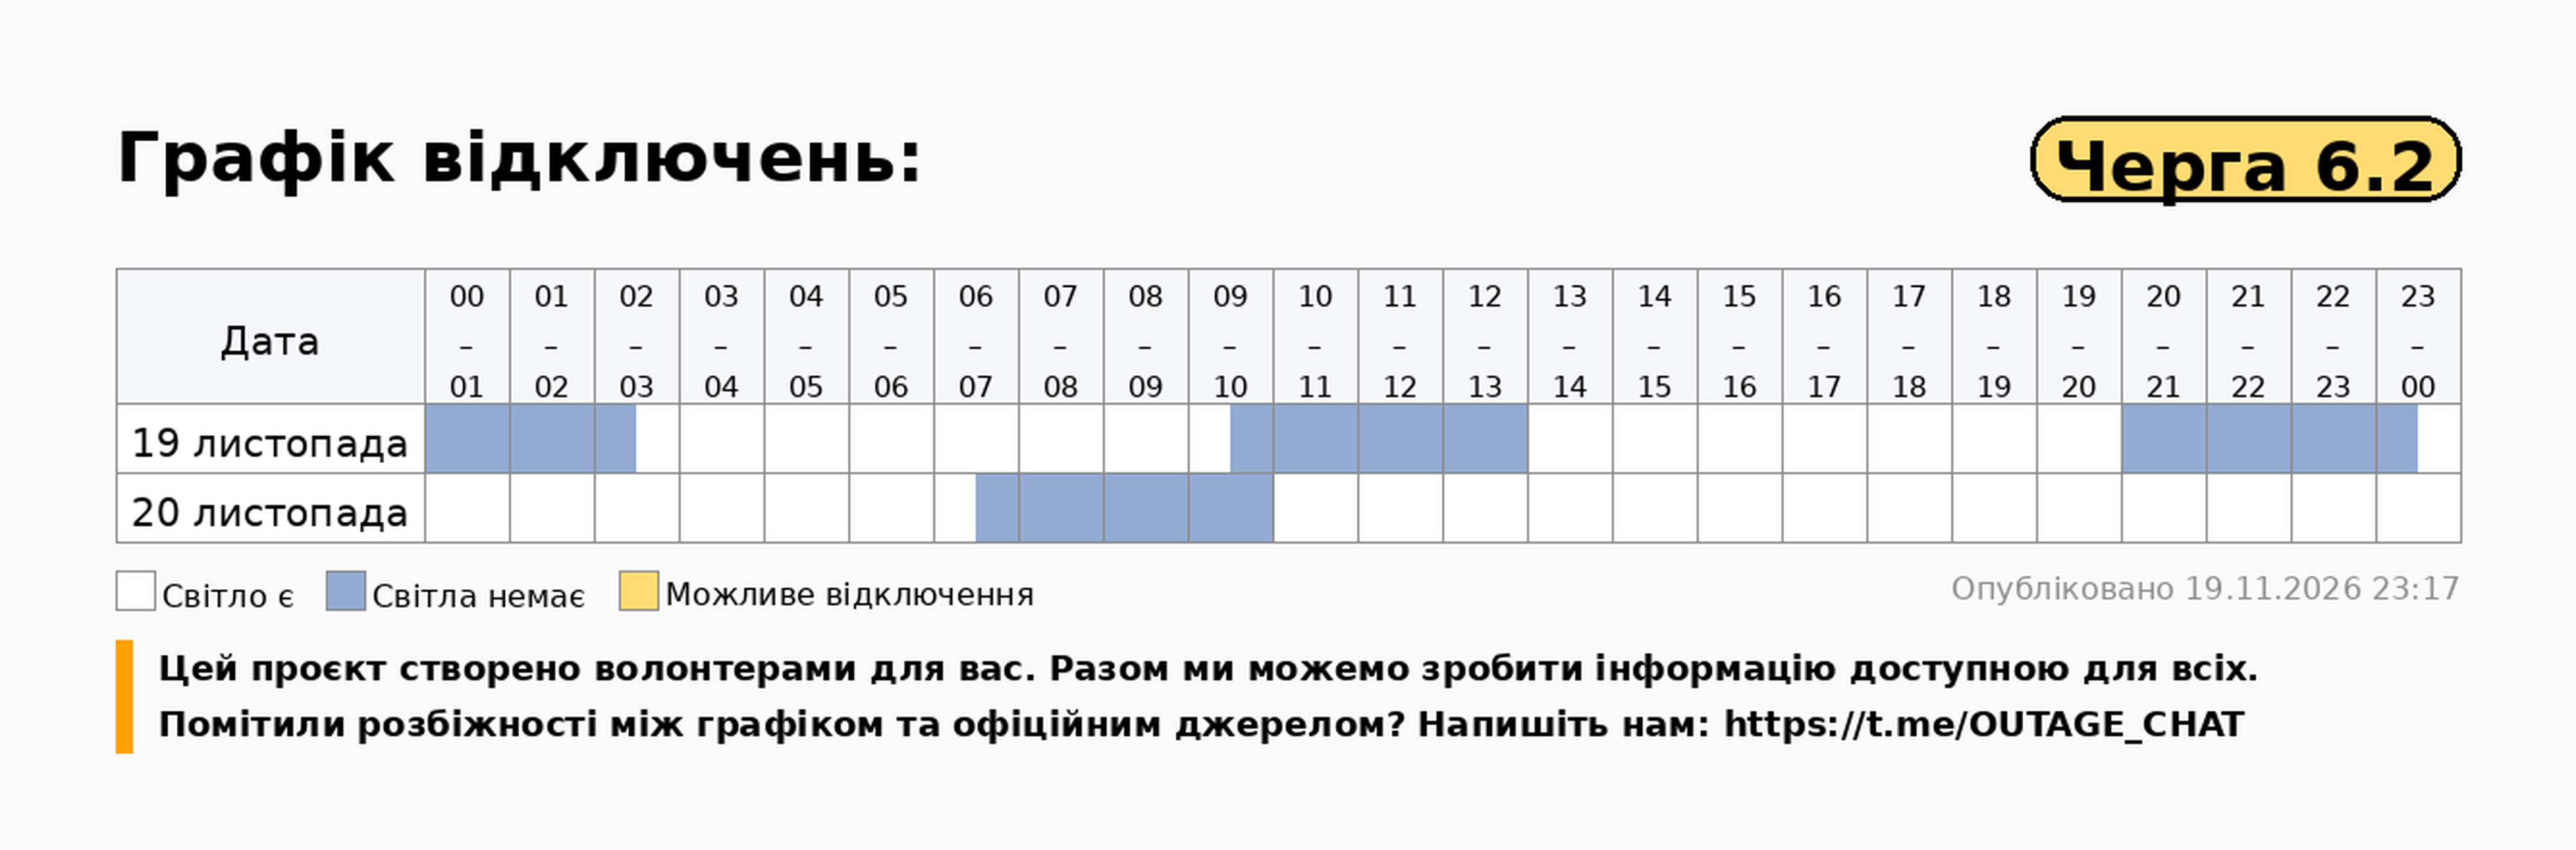 Графік відключень:
Черга 6.2
Дата 00 – 01 01 – 02 02 – 03 03 – 04 04 – 05 05 – 06 06 – 07 07 – 08 08 – 09 09 – 10 10 – 11 11 – 12 12 – 13 13 – 14 14 – 15 15 – 16 16 – 17 17 – 18 18 – 19 19 – 20 20 – 21 21 – 22 22 – 23 23 – 00
19 листопада
20 листопада
Світло є Світла немає Можливе відключення
Опубліковано 19.11.2026 23:17
Цей проєкт створено волонтерами для вас. Разом ми можемо зробити інформацію доступною для всіх.
Помітили розбіжності між графіком та офіційним джерелом? Напишіть нам: https://t.me/OUTAGE_CHAT